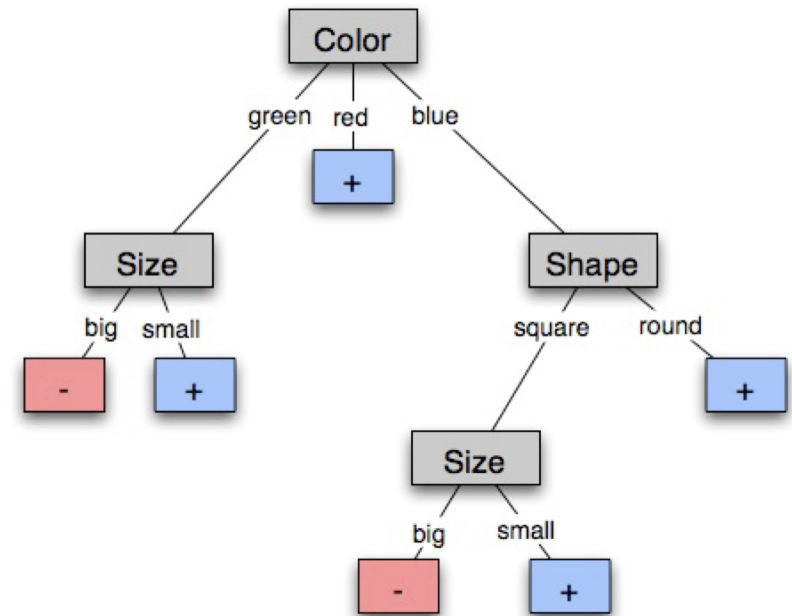 Color
green red blue
+
Size Shape
big small square round
- + +
Size
big small
- +